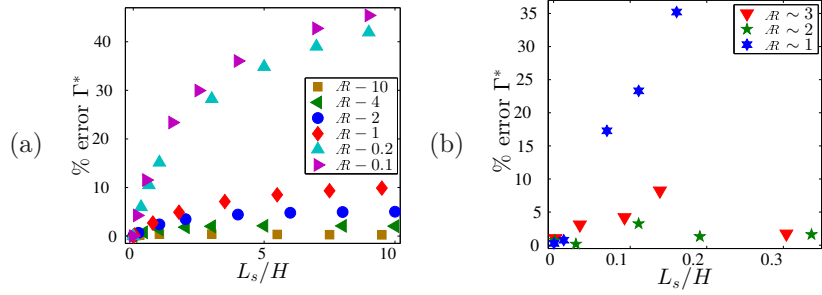 (a)
% error Γ*
40
30
20
10
0
0
5
10
L_s/H
Æ − 10
Æ − 4
Æ − 2
Æ − 1
Æ − 0.2
Æ − 0.1
(b)
% error Γ*
35
30
25
20
15
10
5
0
0
0.1
0.2
0.3
L_s/H
Æ ∼ 3
Æ ∼ 2
Æ ∼ 1